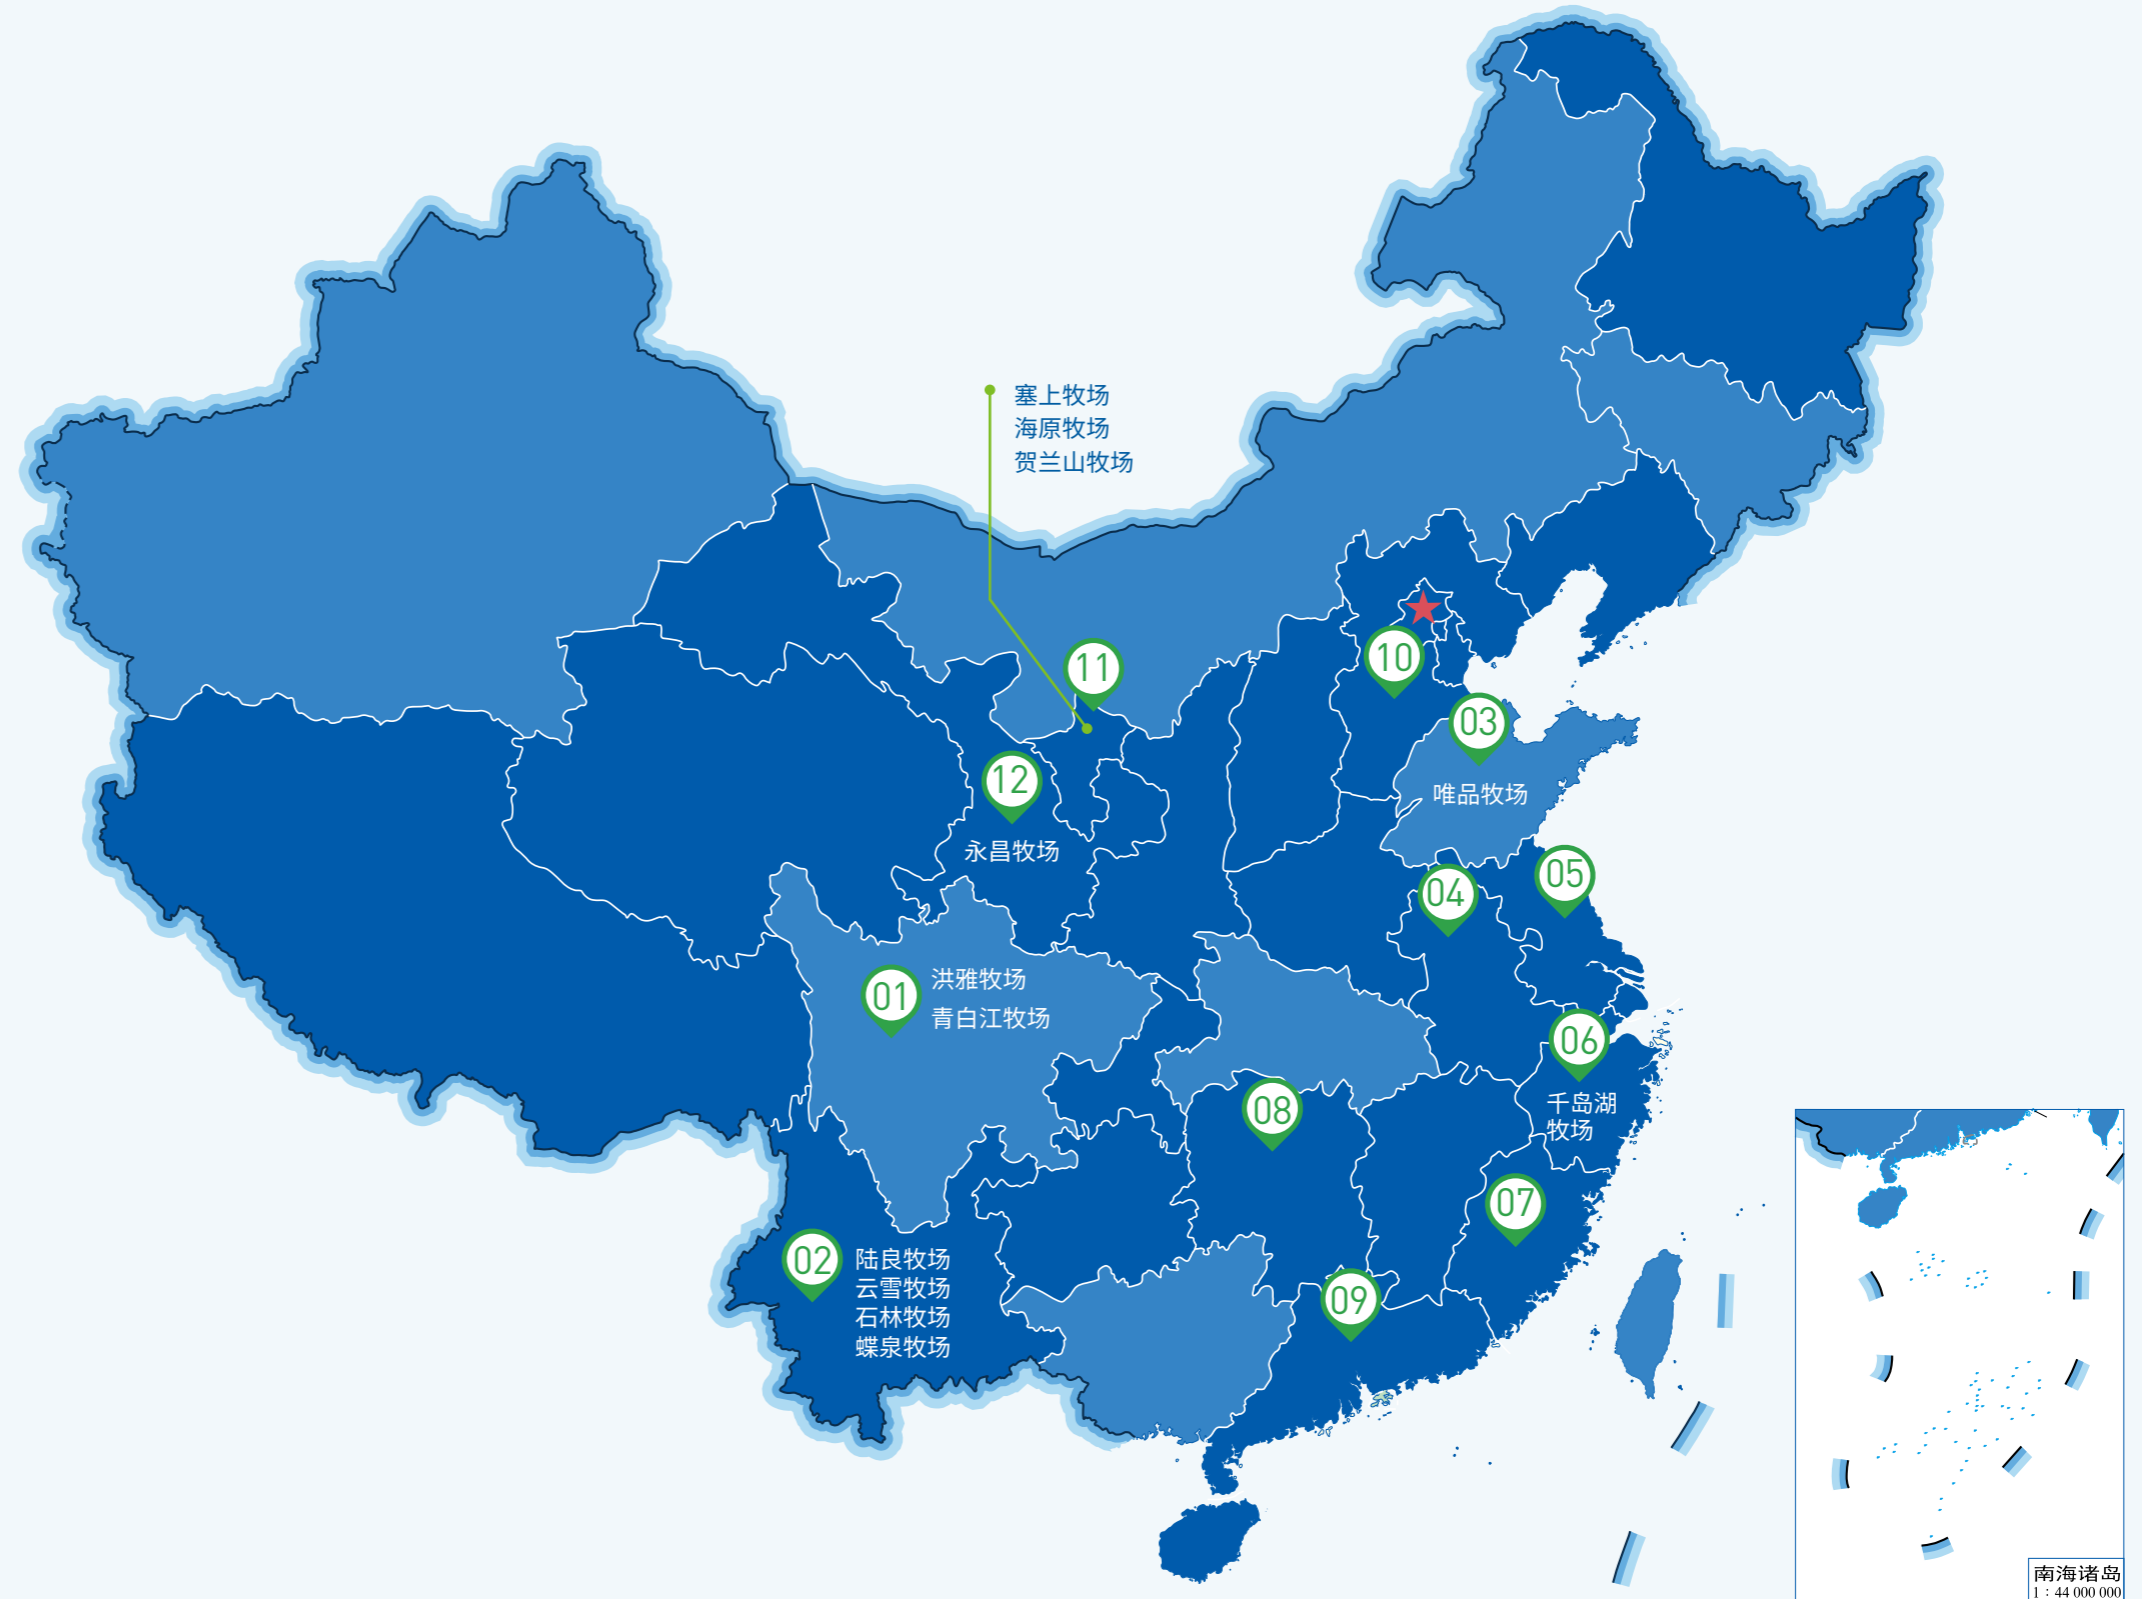 塞上牧场
海原牧场
贺兰山牧场
11
10
03
唯品牧场
12
永昌牧场
04
05
01
洪雅牧场
青白江牧场
06
千岛湖
牧场
08
07
02
陆良牧场
云雪牧场
石林牧场
蝶泉牧场
09
南海诸岛
1：44 000 000